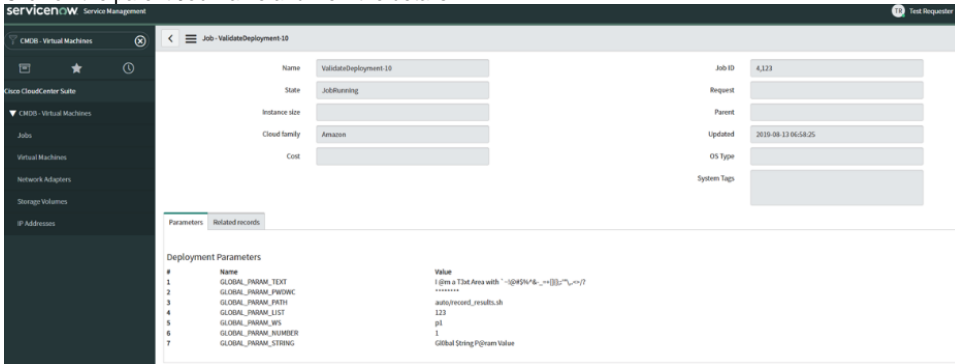 servicenow Service Management
TR Test Requester
CMDB - Virtual Machines
Job - ValidateDeployment-10
Cisco CloudCenter Suite
CMDB - Virtual Machines
Jobs
Virtual Machines
Network Adapters
Storage Volumes
IP Addresses
Name ValidateDeployment-10
Job ID 4,123
State JobRunning
Request
Instance size
Parent
Cloud family Amazon
Updated 2019-08-13 06:58:25
Cost
OS Type
System Tags
Parameters Related records
Deployment Parameters
# Name Value
1 GLOBAL_PARAM_TEXT I @m a T3xt Area with
2 GLOBAL_PARAM_PWDWC ********
3 GLOBAL_PARAM_PATH auto/record_results.sh
4 GLOBAL_PARAM_LIST 123
5 GLOBAL_PARAM_WS p1
6 GLOBAL_PARAM_NUMBER 1
7 GLOBAL_PARAM_STRING Gl0bal $tring P@ram Value